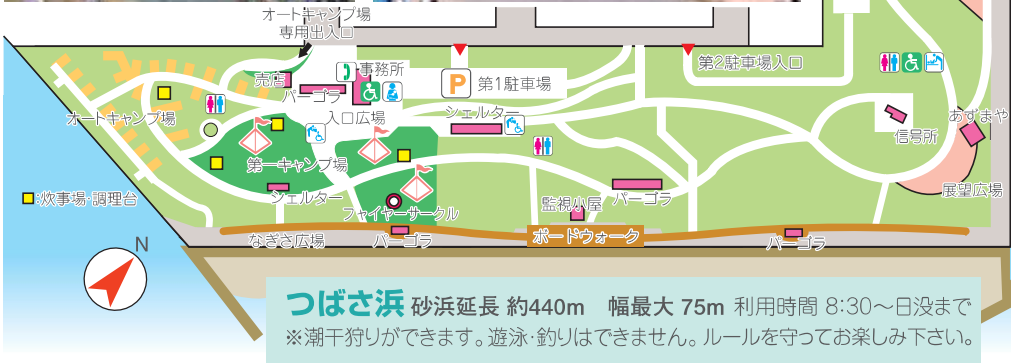 オートキャンプ場
専用出入口
売店
パーゴラ
事務所
入口広場
P 第1駐車場
第2駐車場入口
シェルター
オートキャンプ場
第一キャンプ場
シェルター
ファイヤーサークル
信号所
あずまや
展望広場
監視小屋
パーゴラ
:炊事場・調理台
なぎさ広場
パーゴラ
ボードウォーク
パーゴラ
N
つばさ浜 砂浜延長 約440m 幅最大 75m 利用時間 8:30〜日没まで
※潮干狩りができます。遊泳・釣りはできません。ルールを守ってお楽しみ下さい。